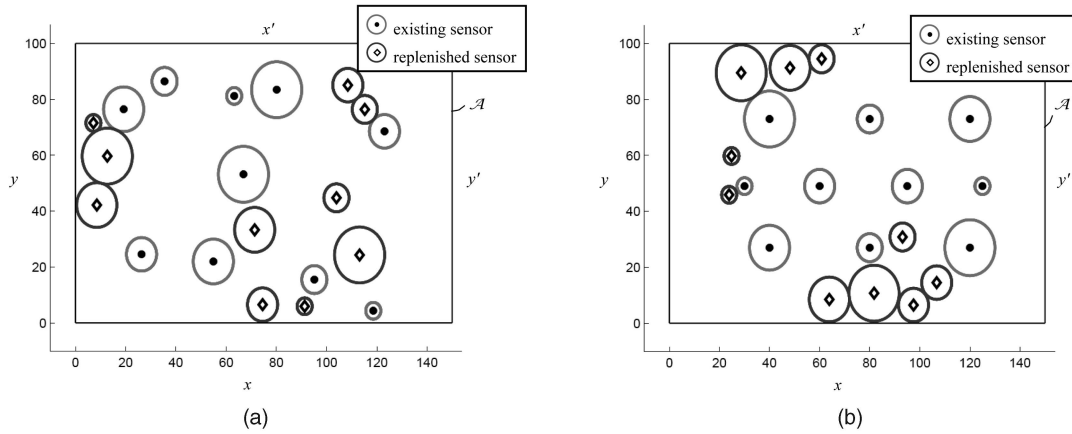 x′
existing sensor
replenished sensor
100
80
60
40
20
0
y
y′
𝒜
0 20 40 60 80 100 120 140
x
(a)
x′
existing sensor
replenished sensor
100
80
60
40
20
0
y
y′
𝒜
0 20 40 60 80 100 120 140
x
(b)